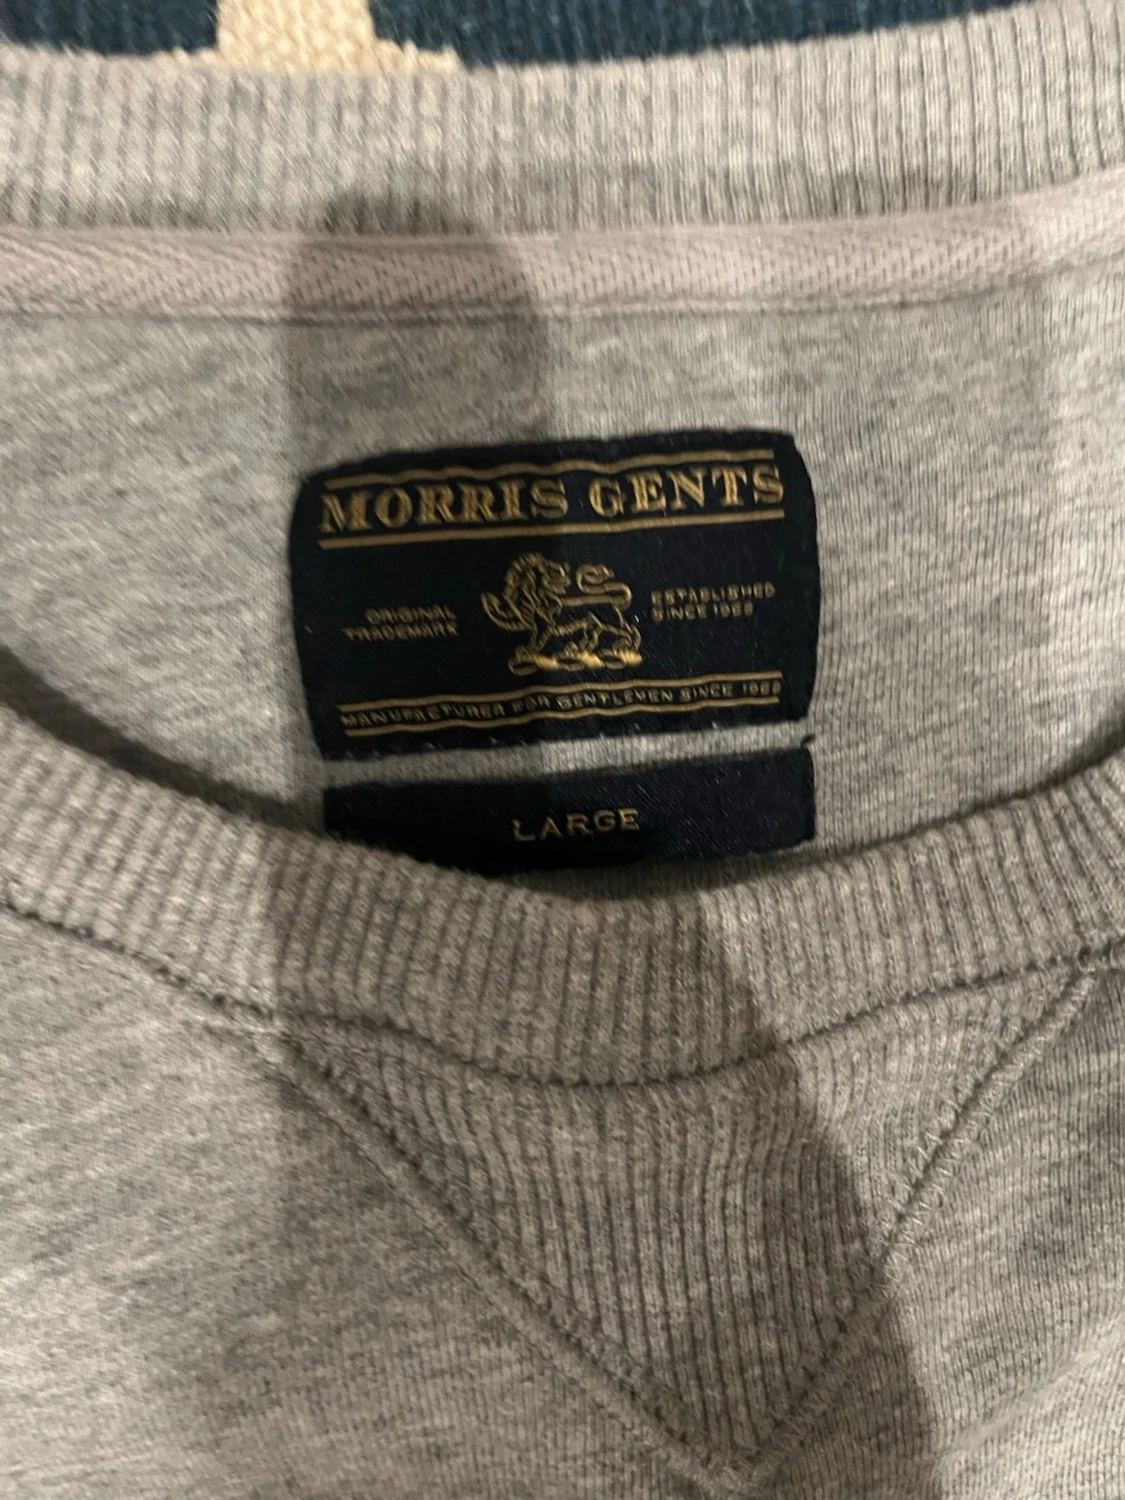 MORRIS GENTS
ORIGINAL
TRADEMARK
ESTABLISHED
SINCE 1968
MANUFACTURER FOR GENTLEMEN SINCE 1968
LARGE